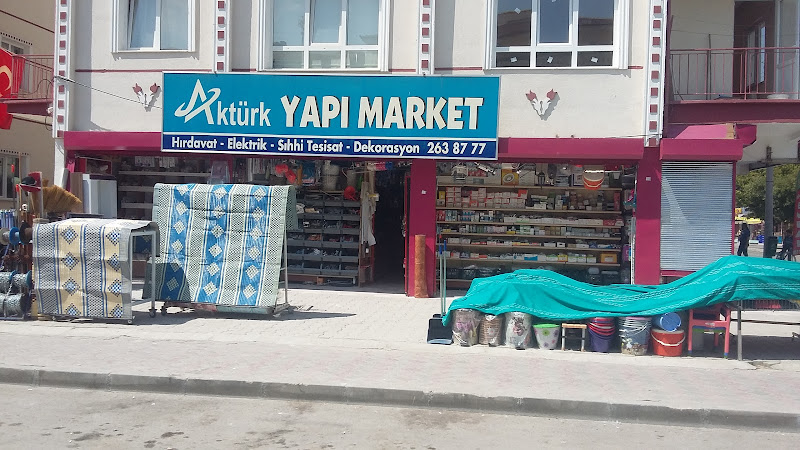 Aktürk YAPI MARKET
Hırdavat - Elektrik - Sıhhi Tesisat - Dekorasyon 263 87 77